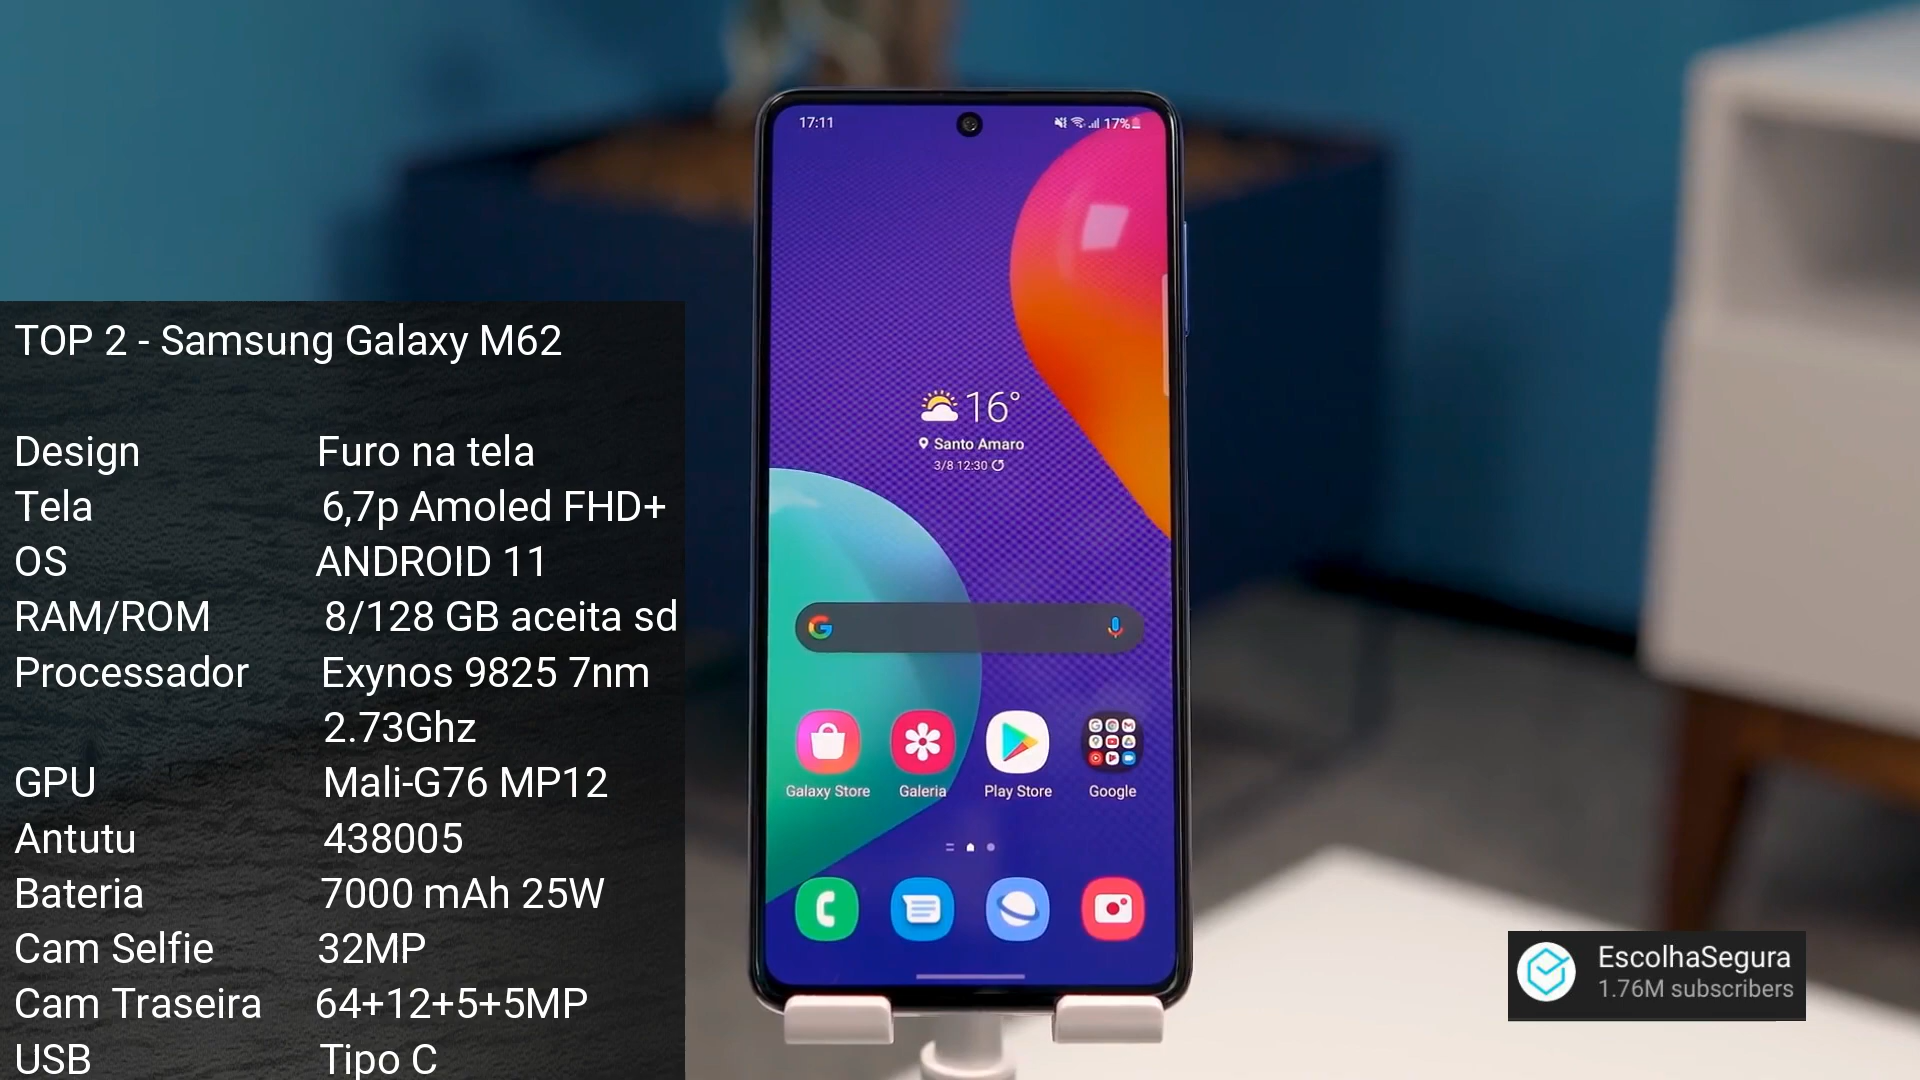 TOP 2 - Samsung Galaxy M62
Design Furo na tela
Tela 6,7p Amoled FHD+
OS ANDROID 11
RAM/ROM 8/128 GB aceita sd
Processador Exynos 9825 7nm
2.73Ghz
GPU Mali-G76 MP12
Antutu 438005
Bateria 7000 mAh 25W
Cam Selfie 32MP
Cam Traseira 64+12+5+5MP
USB Tipo C
17:11 17%
16°
Santo Amaro
3/8 12:30
Galaxy Store Galeria Play Store Google
EscolhaSegura
1.76M subscribers